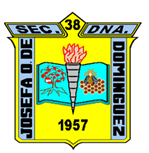 38
SEC. DNA.
JOSEFA O. DE
DOMINGUEZ
1957